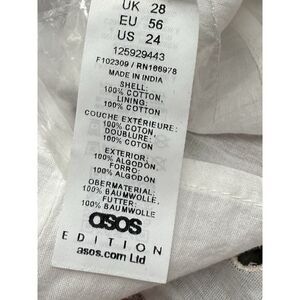 UK 28
EU 56
US 24
125929443
F102309 / RN166978
MADE IN INDIA
SHELL:
100% COTTON,
LINING:
100% COTTON
COUCHE EXTÉRIEURE:
100% COTON
DOUBLURE:
100% COTON
EXTERIOR:
100% ALGODÓN
FORRO:
100% ALGODÓN
OBERMATERIAL:
100% BAUMWOLLE,
FUTTER:
100% BAUMWOLLE
asos
EDITION
asos.com Ltd